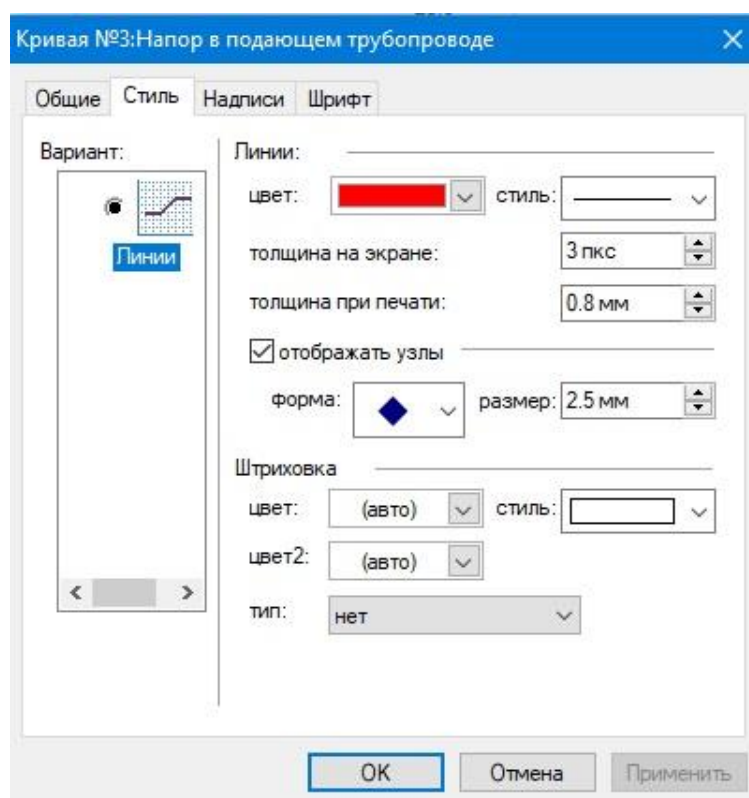 Кривая №3:Напор в подающем трубопроводе
Общие Стиль Надписи Шрифт
Вариант:
Линии
Линии:
цвет: стиль:
толщина на экране: 3 пкс
толщина при печати: 0.8 мм
отображать узлы
форма: размер: 2.5 мм
Штриховка
цвет: (авто) стиль:
цвет2: (авто)
тип: нет
OK Отмена Применить